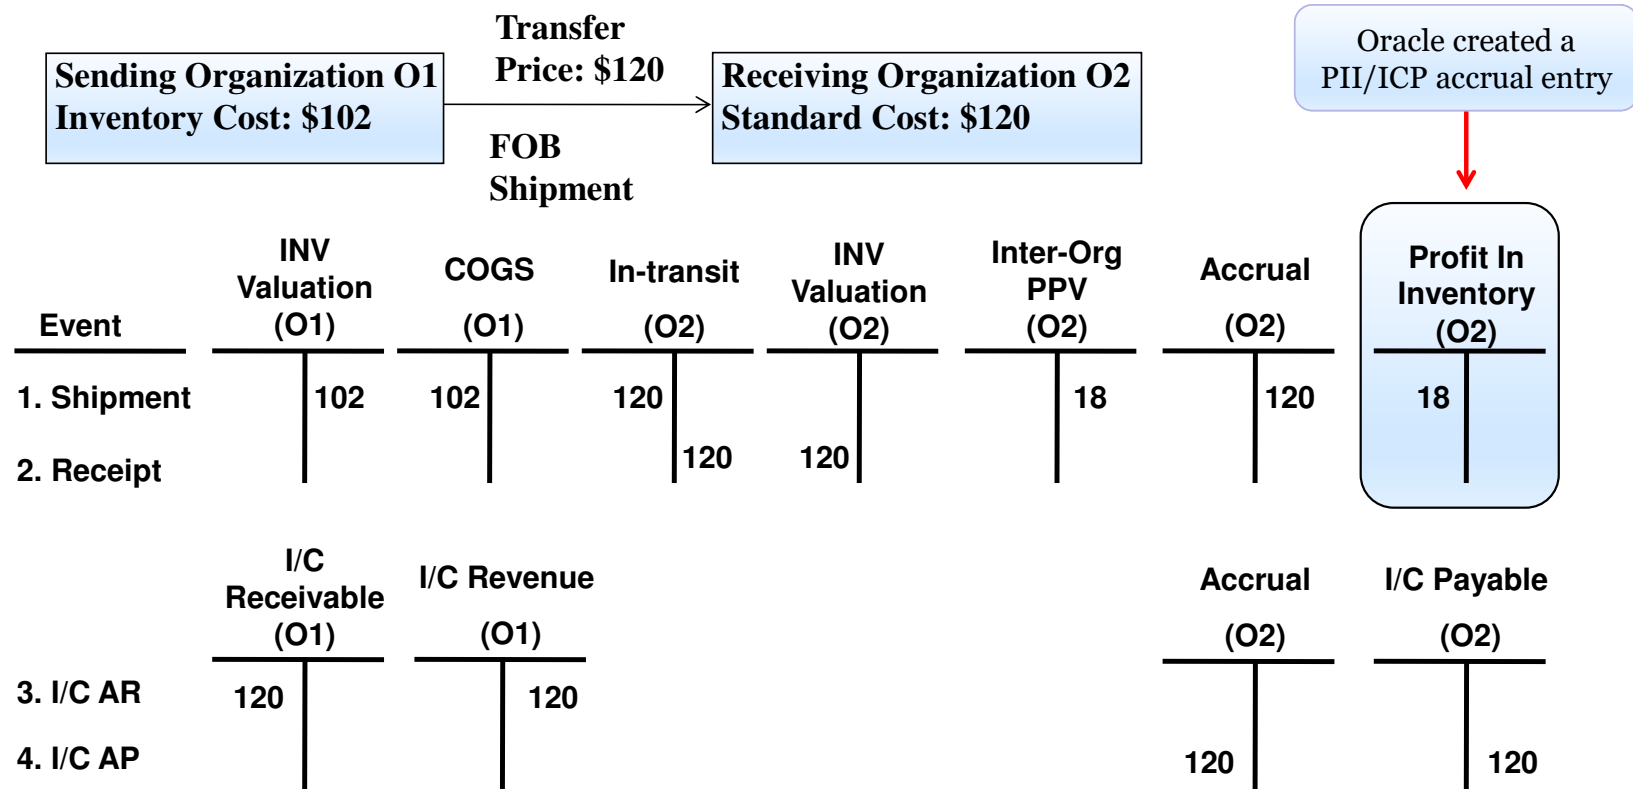 Transfer
Price: $120
Oracle created a
PII/ICP accrual entry
Sending Organization O1
Inventory Cost: $102
Receiving Organization O2
Standard Cost: $120
FOB
Shipment
Event
INV
Valuation
(O1)
COGS
(O1)
In-transit
(O2)
INV
Valuation
(O2)
Inter-Org
PPV
(O2)
Accrual
(O2)
Profit In
Inventory
(O2)
1. Shipment 102 102 120 18 120 18
120 120
2. Receipt
I/C
Receivable
(O1)
I/C Revenue
(O1)
Accrual
(O2)
I/C Payable
(O2)
3. I/C AR 120 120
4. I/C AP 120 120